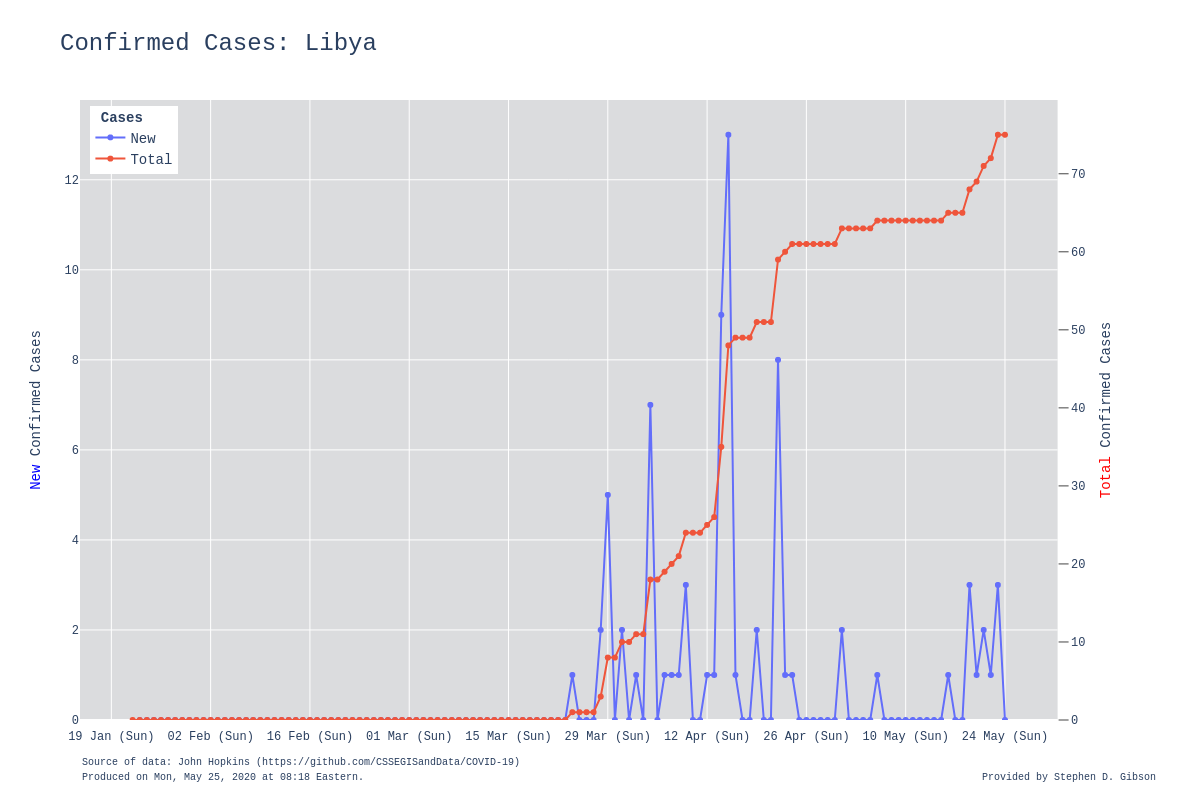 Confirmed Cases: Libya
Cases
New
Total
12
10
8
6
4
2
0
70
60
50
40
30
20
10
0
New Confirmed Cases
Total Confirmed Cases
19 Jan (Sun) 02 Feb (Sun) 16 Feb (Sun) 01 Mar (Sun) 15 Mar (Sun) 29 Mar (Sun) 12 Apr (Sun) 26 Apr (Sun) 10 May (Sun) 24 May (Sun)
Source of data: John Hopkins (https://github.com/CSSEGISandData/COVID-19)
Produced on Mon, May 25, 2020 at 08:18 Eastern.
Provided by Stephen D. Gibson